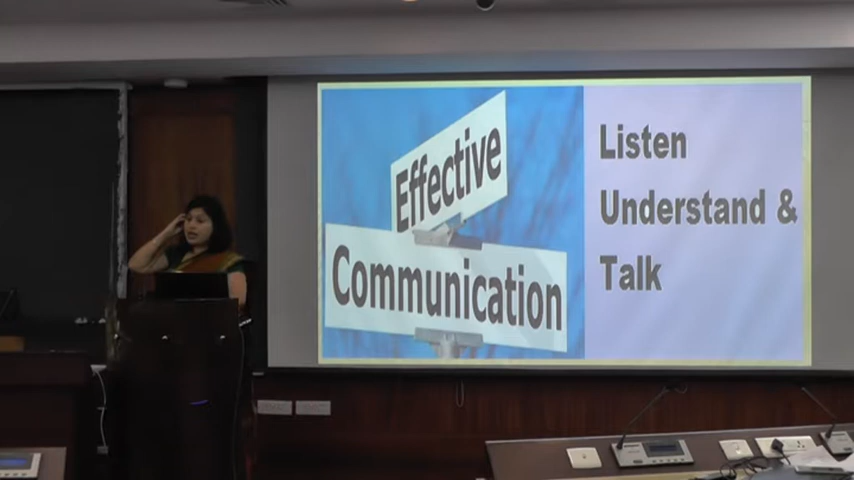 Effective
Communication
Listen
Understand &
Talk